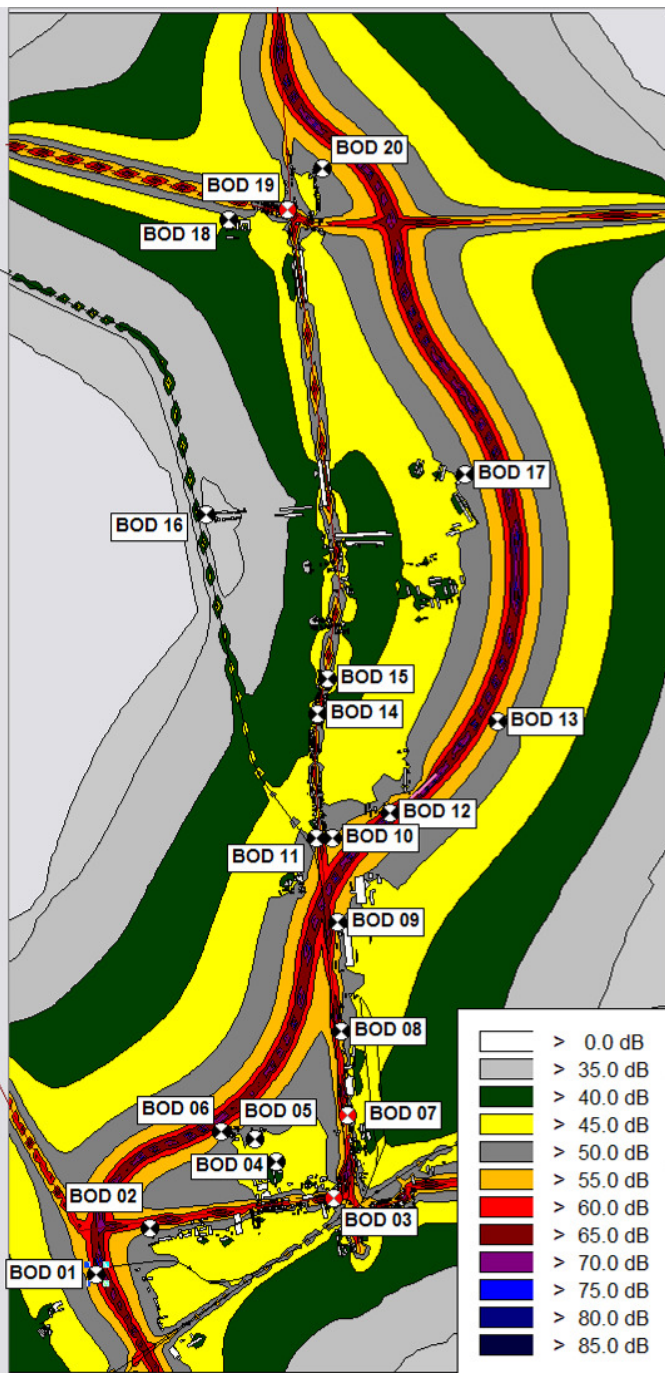 BOD 20
BOD 19
BOD 18
BOD 17
BOD 16
BOD 15
BOD 14
BOD 13
BOD 12
BOD 10
BOD 11
BOD 09
BOD 08
BOD 07
BOD 06
BOD 05
BOD 04
BOD 02
BOD 03
BOD 01
> 0.0 dB
> 35.0 dB
> 40.0 dB
> 45.0 dB
> 50.0 dB
> 55.0 dB
> 60.0 dB
> 65.0 dB
> 70.0 dB
> 75.0 dB
> 80.0 dB
> 85.0 dB